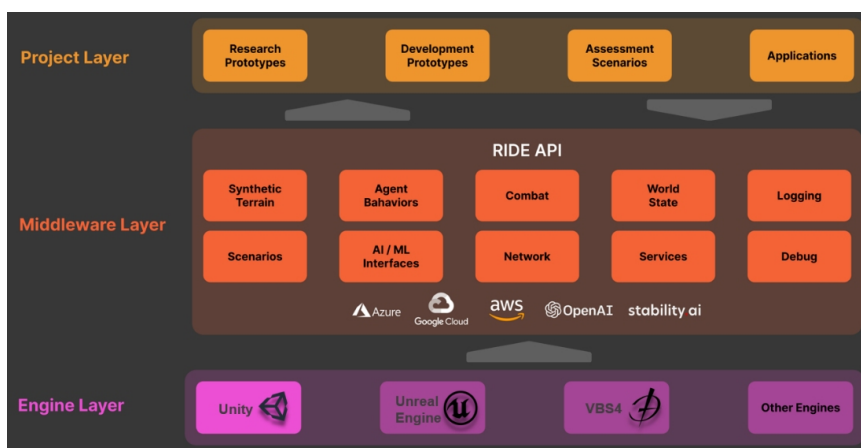 Project Layer
Research
Prototypes
Development
Prototypes
Assessment
Scenarios
Applications
Middleware Layer
RIDE API
Synthetic
Terrain
Agent
Bahaviors
Combat
World
State
Logging
Scenarios
AI / ML
Interfaces
Network
Services
Debug
Azure
Google Cloud
aws
OpenAI
stability ai
Engine Layer
Unity
Unreal
Engine
VBS4
Other Engines